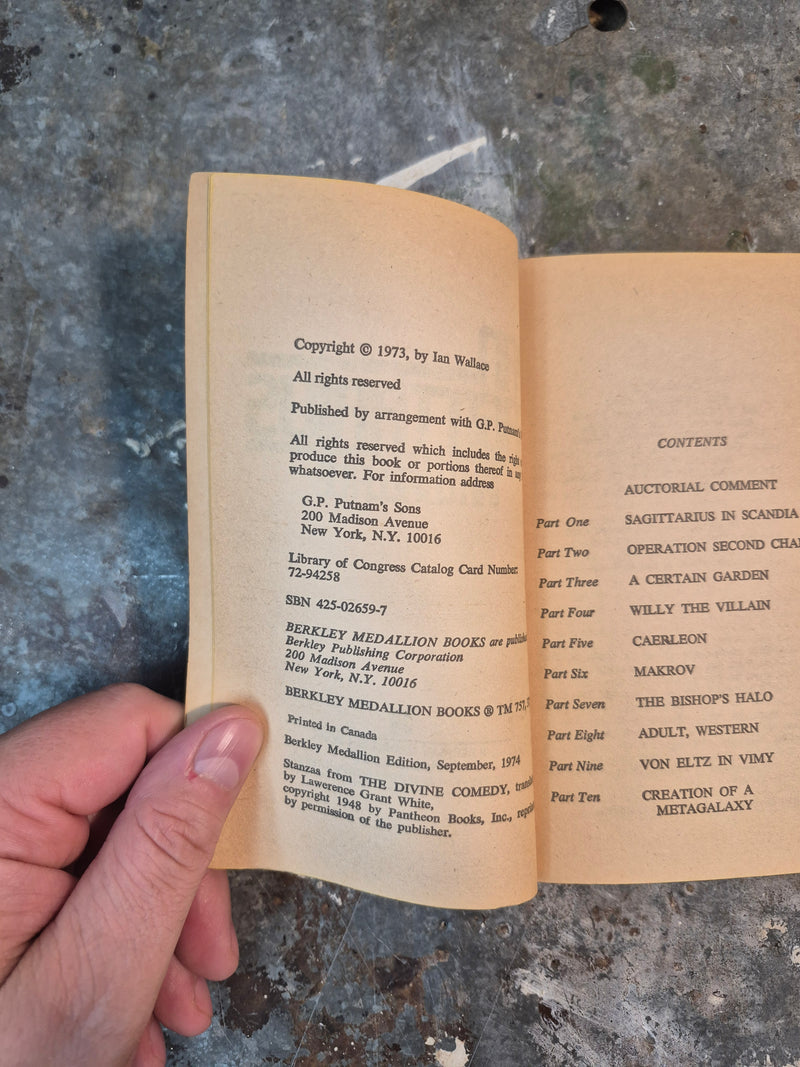 Copyright © 1973, by Ian Wallace
All rights reserved
Published by arrangement with G.P. Putnam's
All rights reserved which includes the right
produce this book or portions thereof in any
whatsoever. For information address
G.P. Putnam's Sons
200 Madison Avenue
New York, N.Y. 10016
Library of Congress Catalog Card Number:
72-94258
SBN 425-02659-7
BERKLEY MEDALLION BOOKS are published
Berkley Publishing Corporation
200 Madison Avenue
New York, N.Y. 10016
BERKLEY MEDALLION BOOKS ® TM 757,
Printed in Canada
Berkley Medallion Edition, September, 1974
Stanzas from THE DIVINE COMEDY,
by Lawerence Grant White,
copyright 1948 by Pantheon Books, Inc.,
by permission of the publisher.
CONTENTS
AUCTORIAL COMMENT
Part One SAGITTARIUS IN SCANDIA
Part Two OPERATION SECOND
Part Three A CERTAIN GARDEN
Part Four WILLY THE VILLAIN
Part Five CAERLEON
Part Six MAKROV
Part Seven THE BISHOP'S HALO
Part Eight ADULT, WESTERN
Part Nine VON ELTZ IN VIMY
Part Ten CREATION OF A
METAGALAXY